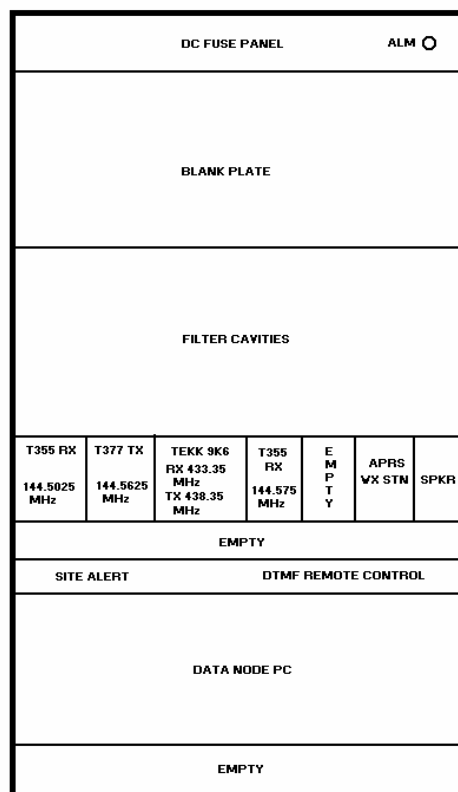 DC FUSE PANEL ALM
BLANK PLATE
FILTER CAVITIES
T355 RX
144.5025
MHz
T377 TX
144.5625
MHz
TEKK 9K6
RX 433.35
MHz
TX 438.35
MHz
T355
RX
144.575
MHz
E
M
P
T
Y
APRS
WX STN
SPKR
EMPTY
SITE ALERT DTMF REMOTE CONTROL
DATA NODE PC
EMPTY